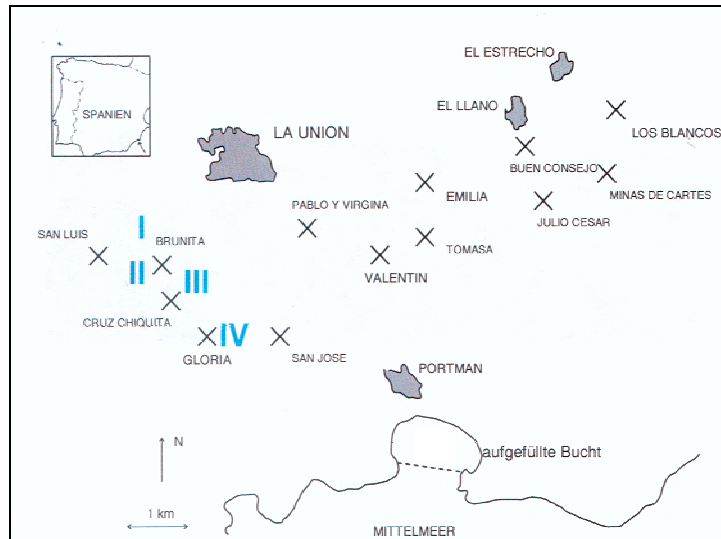 EL ESTRECHO
SPANIEN
EL LLANO
LA UNION
LOS BLANCOS
BUEN CONSEJO
EMILIA
MINAS DE CARTES
PABLO Y VIRGINA
JULIO CESAR
SAN LUIS
I
BRUNITA
TOMASA
II
III
VALENTIN
CRUZ CHIQUITA
IV
GLORIA
SAN JOSE
PORTMAN
N
aufgefüllte Bucht
1 km
MITTELMEER